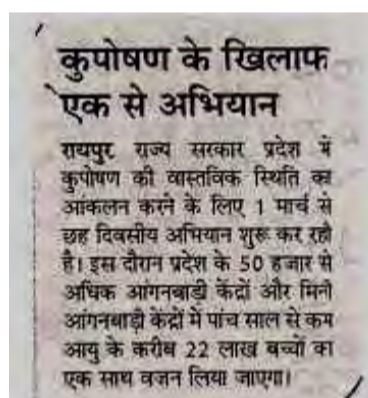 कुपोषण के खिलाफ
एक से अभियान
रायपुर राज्य सरकार प्रदेश में
कुपोषण की वास्तविक स्थिति का
आंकलन करने के लिए 1 मार्च से
छह दिवसीय अभियान शुरू कर रही
है। इस दौरान प्रदेश के 50 हजार से
अधिक आंगनबाड़ी केंद्रों और मिनी
आंगनबाड़ी केंद्रों में पांच साल से कम
आयु के करीब 22 लाख बच्चों का
एक साथ वजन लिया जाएगा।